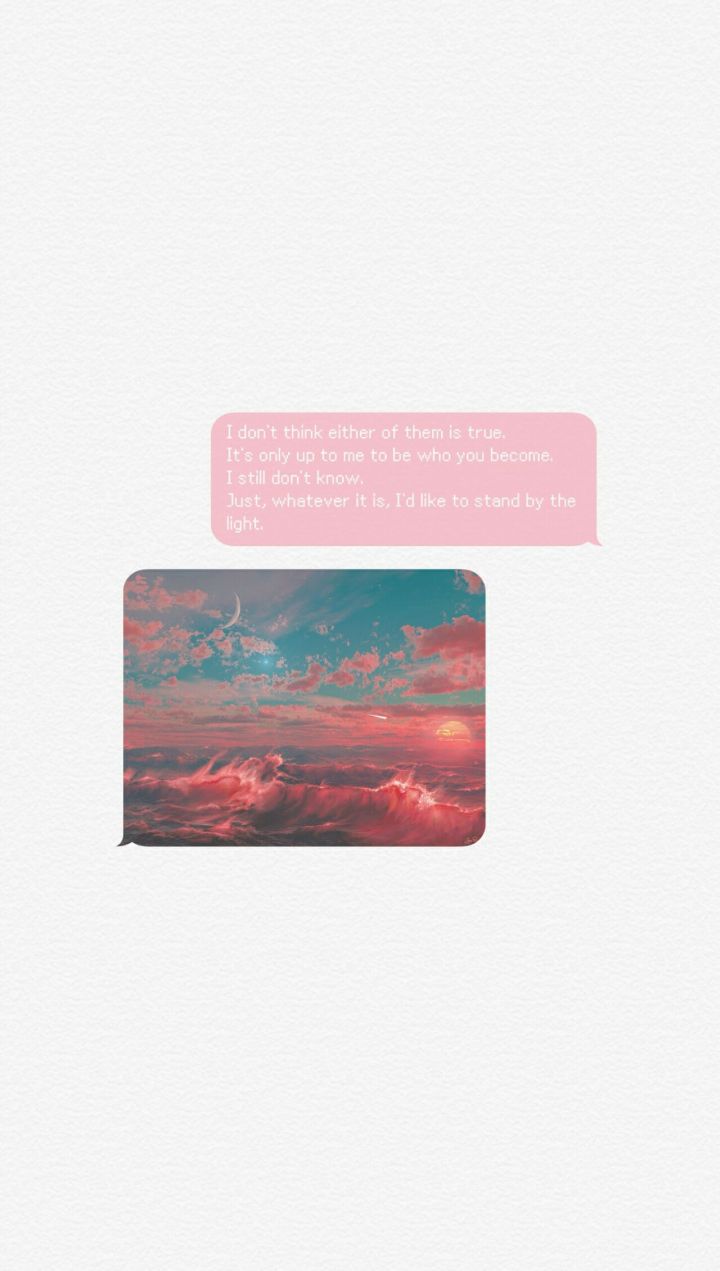 I don't think either of them is true.
It's only up to me to be who you become.
I still don't know.
Just, whatever it is, I'd like to stand by the
light.